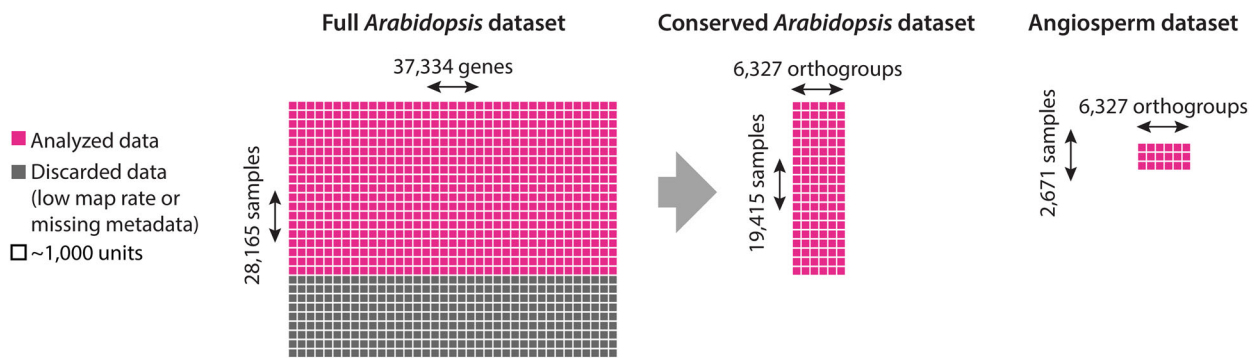 Full Arabidopsis dataset
Conserved Arabidopsis dataset
Angiosperm dataset
37,334 genes
6,327 orthogroups
6,327 orthogroups
Analyzed data
Discarded data
(low map rate or
missing metadata)
~1,000 units
28,165 samples
19,415 samples
2,671 samples